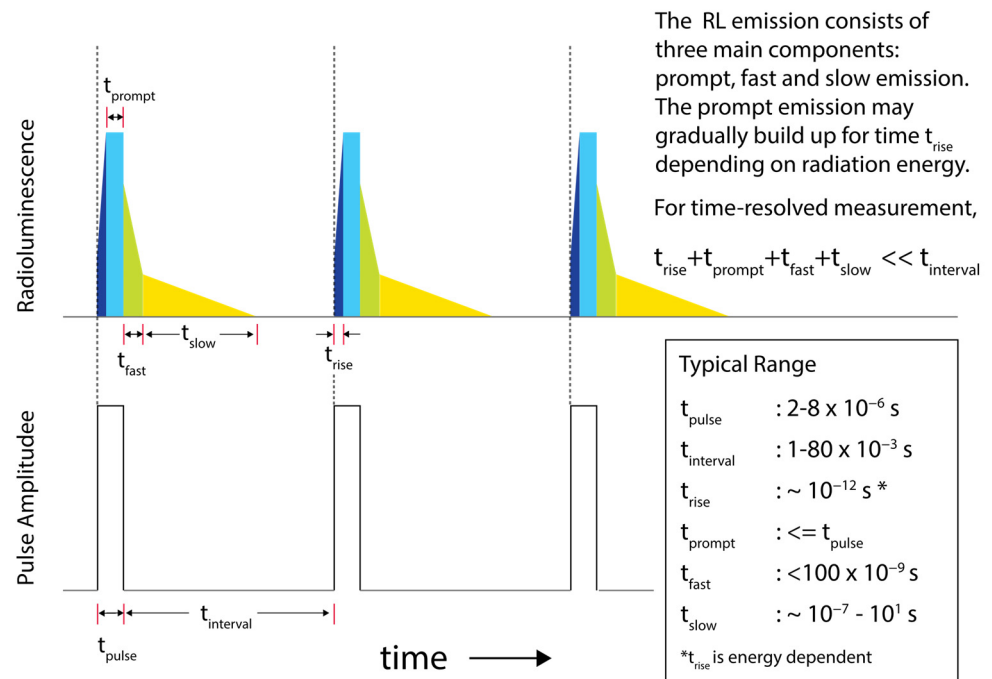 The RL emission consists of
three main components:
prompt, fast and slow emission.
The prompt emission may
gradually build up for time t_rise
depending on radiation energy.
For time-resolved measurement,
t_rise+t_prompt+t_fast+t_slow << t_interval
Radioluminescence
t_prompt
t_fast
t_slow
t_rise
Pulse Amplitudee
t_pulse
t_interval
time
Typical Range
t_pulse : 2-8 x 10⁻⁶ s
t_interval : 1-80 x 10⁻³ s
t_rise : ~ 10⁻¹² s *
t_prompt : <= t_pulse
t_fast : <100 x 10⁻⁹ s
t_slow : ~ 10⁻⁷ - 10¹ s
*t_rise is energy dependent